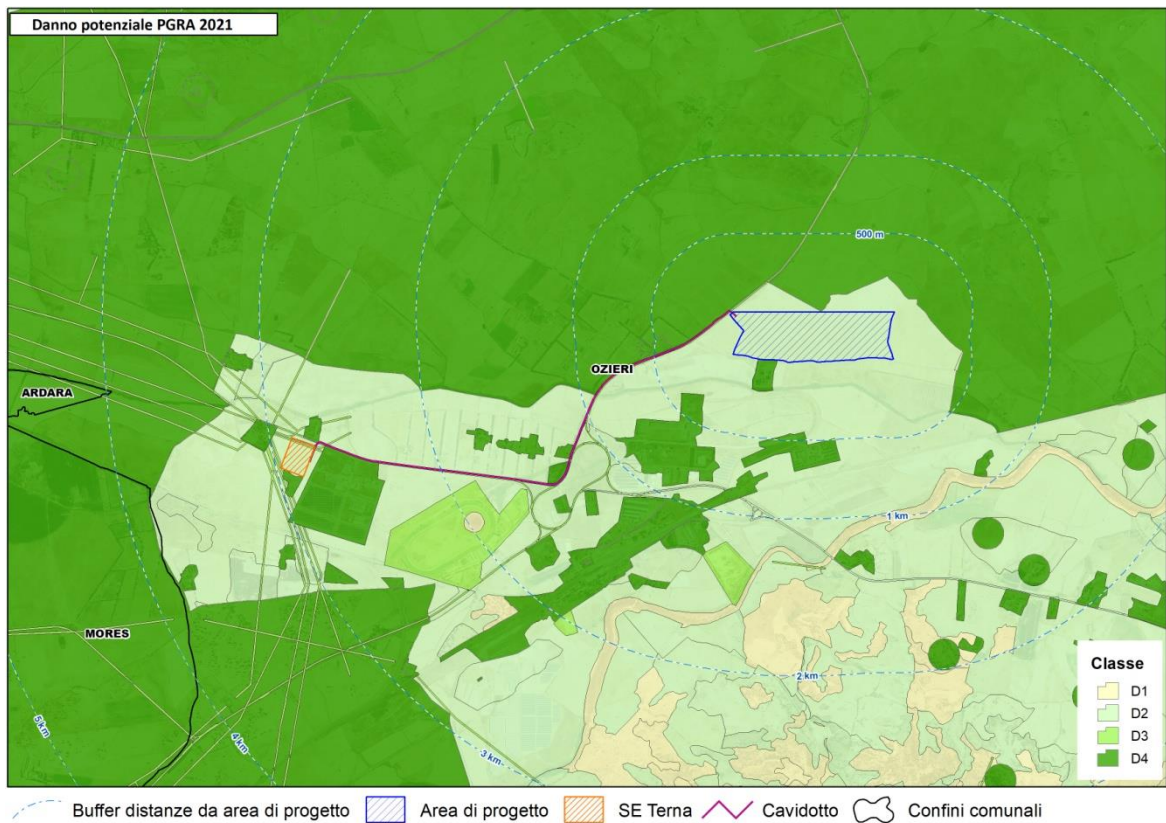 Danno potenziale PGRA 2021
500 m
OZIERI
ARDARA
1 km
MORES
2 km
5 km
4 km
3 km
Classe
D1
D2
D3
D4
Buffer distanze da area di progetto
Area di progetto
SE Terna
Cavidotto
Confini comunali